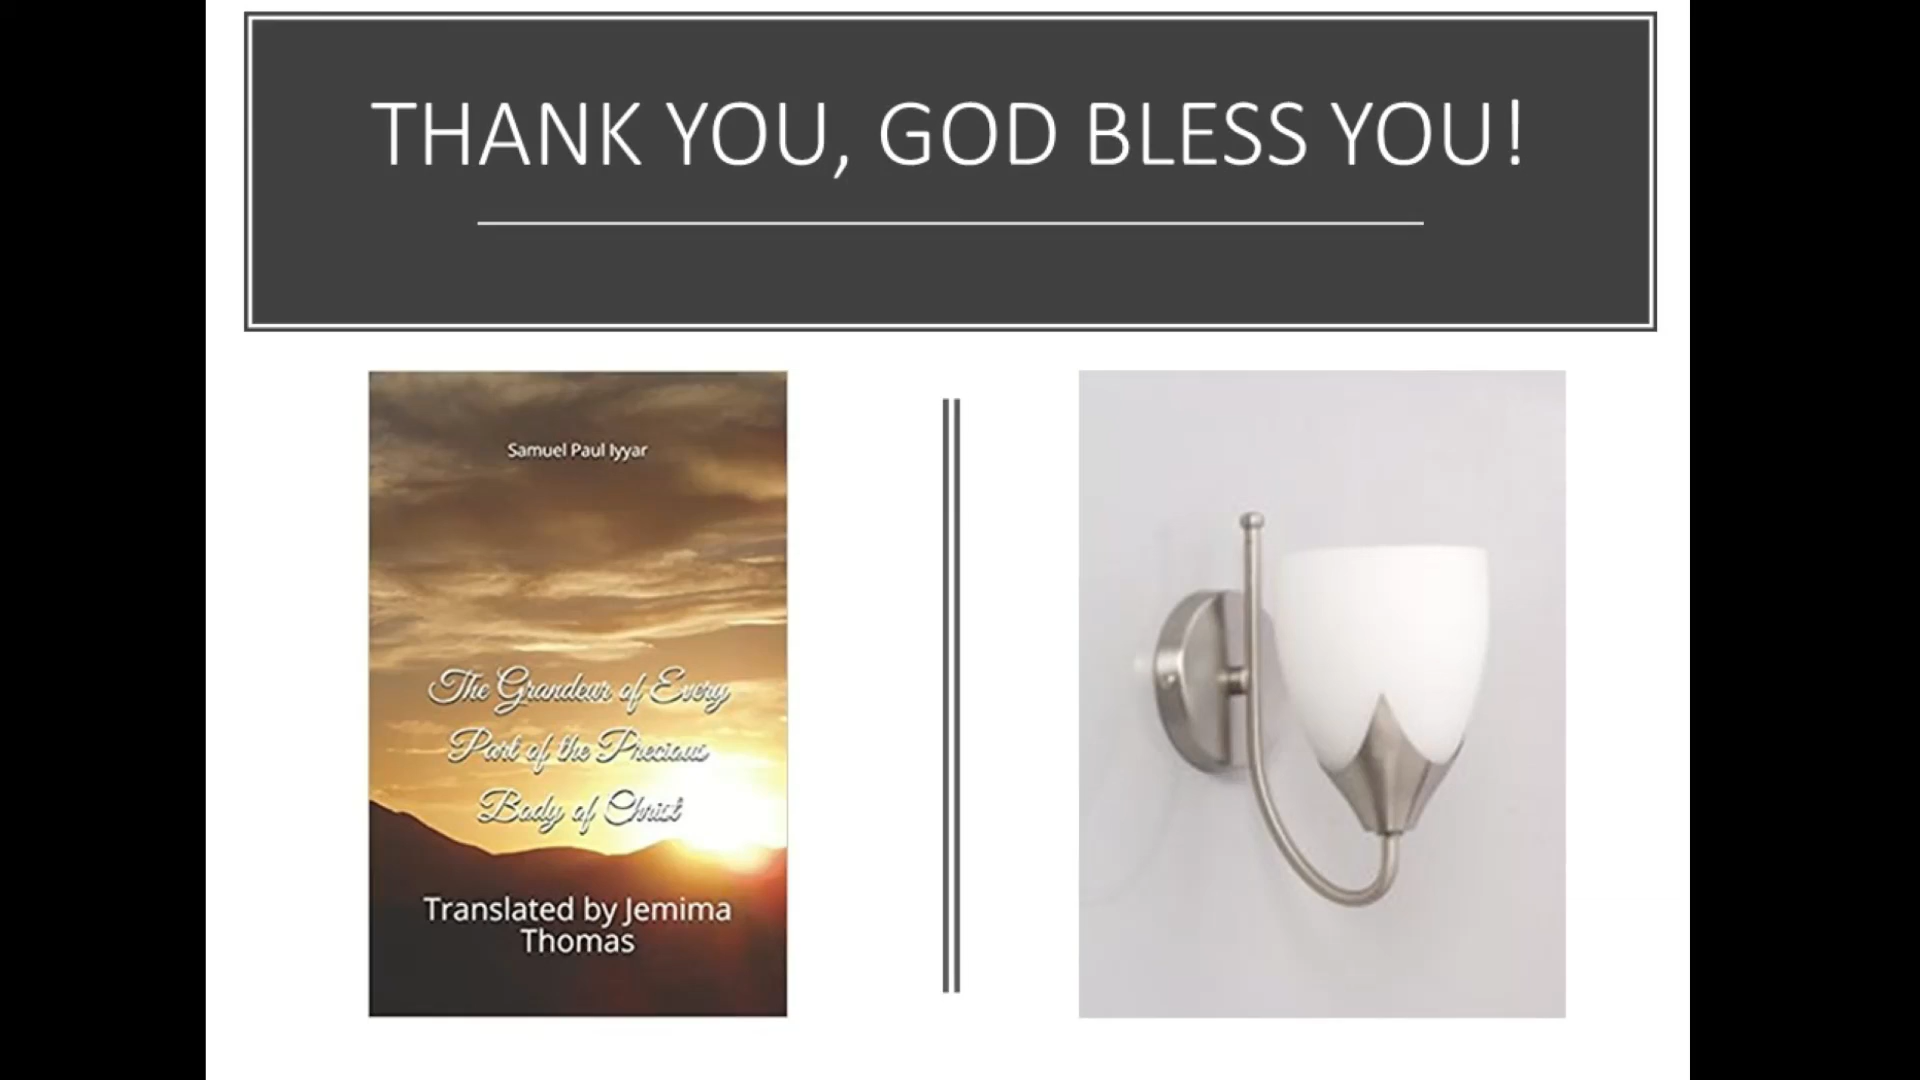 THANK YOU, GOD BLESS YOU!
Samuel Paul Iyyar
The Grandeur of Every
Part of the Precious
Body of Christ
Translated by Jemima
Thomas